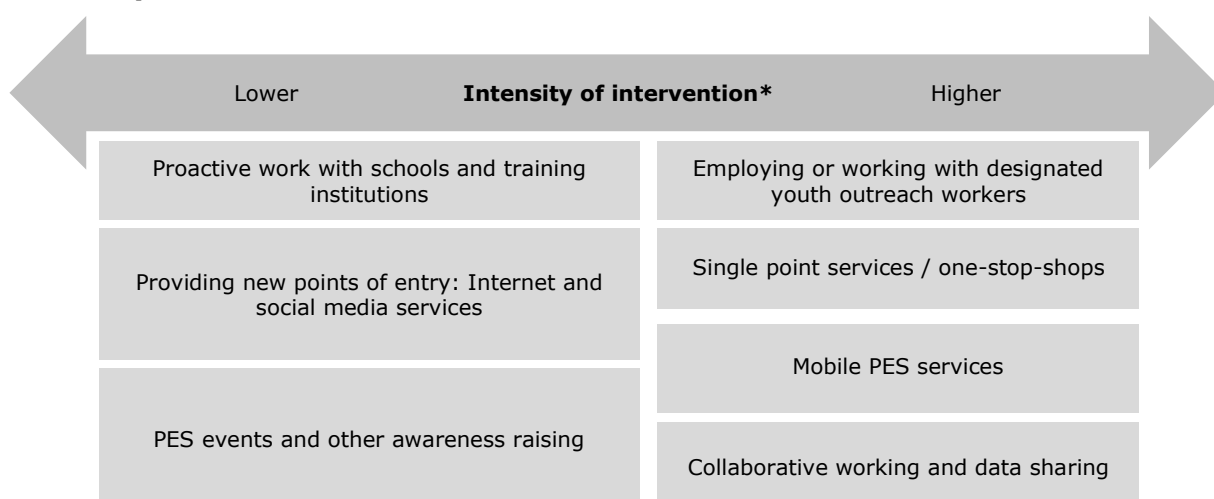 Lower Intensity of intervention* Higher
Proactive work with schools and training
institutions
Employing or working with designated
youth outreach workers
Providing new points of entry: Internet and
social media services
Single point services / one-stop-shops
Mobile PES services
PES events and other awareness raising
Collaborative working and data sharing